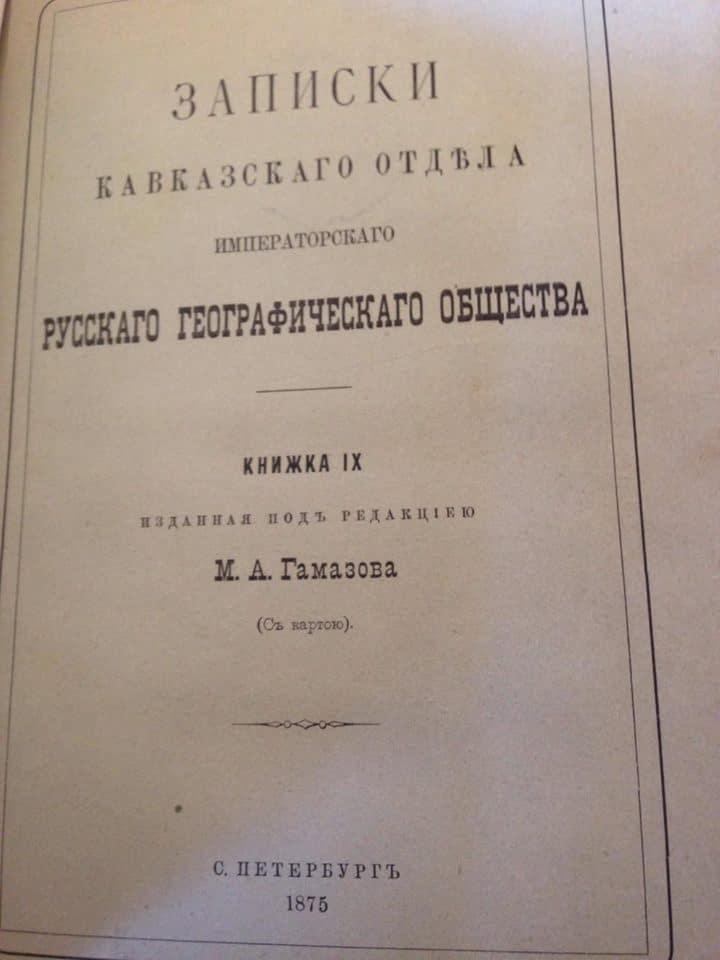 ЗАПИСКИ
КАВКАЗСКАГО ОТДѢЛА
ИМПЕРАТОРСКАГО
РУССКАГО ГЕОГРАФИЧЕСКАГО ОБЩЕСТВА
КНИЖКА IX
ИЗДАННАЯ ПОДЪ РЕДАКЦІЕЮ
М. А. Гамазова
(Съ картою).
С. ПЕТЕРБУРГЪ
1875